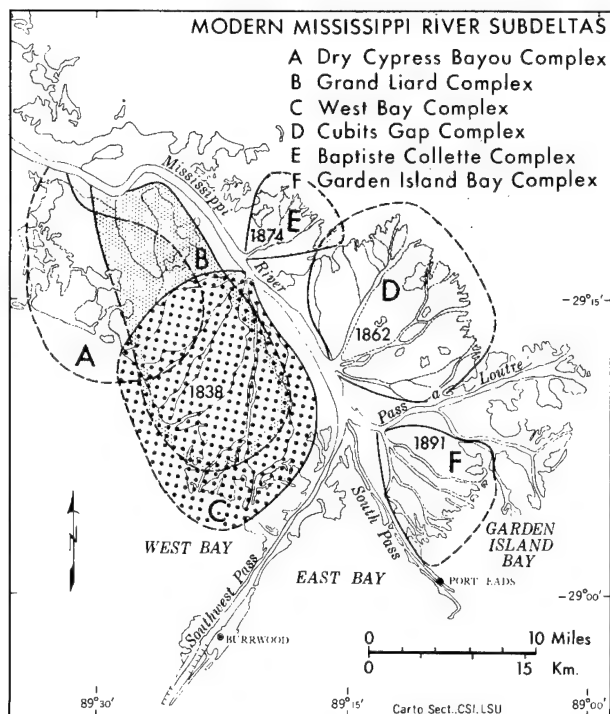 MODERN MISSISSIPPI RIVER SUBDELTAS
A Dry Cypress Bayou Complex
B Grand Liard Complex
C West Bay Complex
D Cubits Gap Complex
E Baptiste Collette Complex
F Garden Island Bay Complex
Mississippi
River
E
1874
B
D
29°15'
1862
A
1838
Pass a Loutre
1891
F
C
South Pass
GARDEN
ISLAND
BAY
WEST BAY
EAST BAY
PORT EADS
Southwest Pass
29°00'
BURRWOOD
0 10 Miles
0 15 Km.
89°30'
89°15'
89°00'
Carto Sect., CSI, LSU